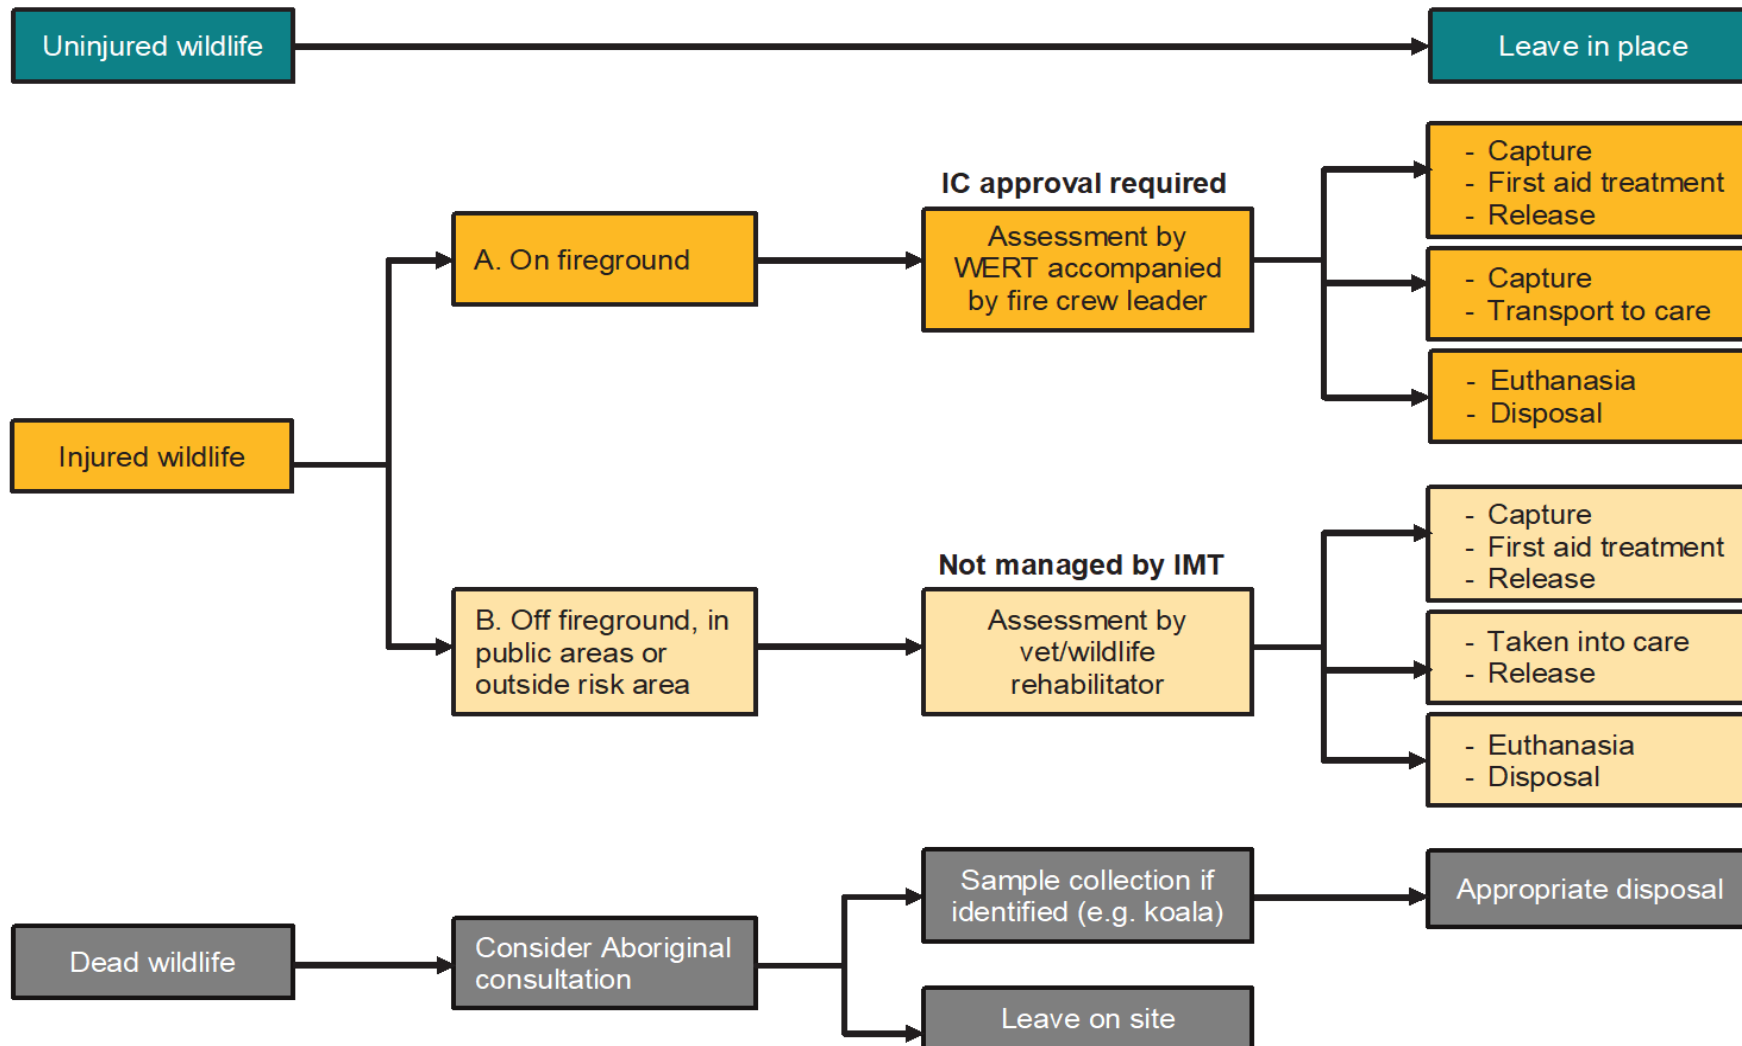 Uninjured wildlife
Leave in place
Injured wildlife
A. On fireground
IC approval required
Assessment by
WERT accompanied
by fire crew leader
- Capture
- First aid treatment
- Release
- Capture
- Transport to care
- Euthanasia
- Disposal
B. Off fireground, in
public areas or
outside risk area
Not managed by IMT
Assessment by
vet/wildlife
rehabilitator
- Capture
- First aid treatment
- Release
- Taken into care
- Release
- Euthanasia
- Disposal
Dead wildlife
Consider Aboriginal
consultation
Sample collection if
identified (e.g. koala)
Appropriate disposal
Leave on site